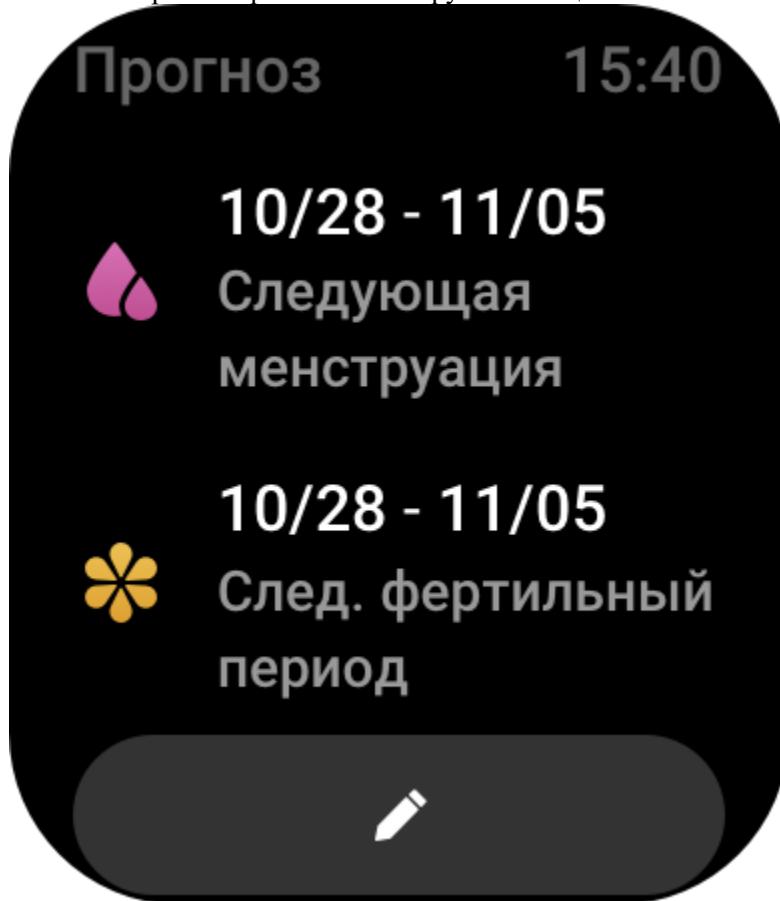 Прогноз 15:40
10/28 - 11/05
Следующая
менструация
10/28 - 11/05
След. фертильный
период